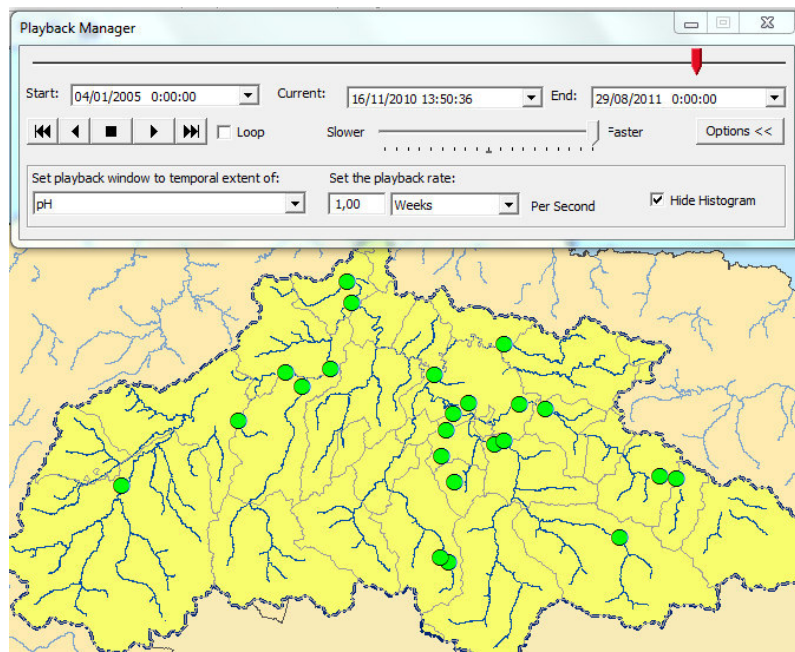 Playback Manager
Start: 04/01/2005 0:00:00 Current: 16/11/2010 13:50:36 End: 29/08/2011 0:00:00
Loop Slower Faster Options <<
Set playback window to temporal extent of: Set the playback rate:
pH 1,00 Weeks Per Second Hide Histogram